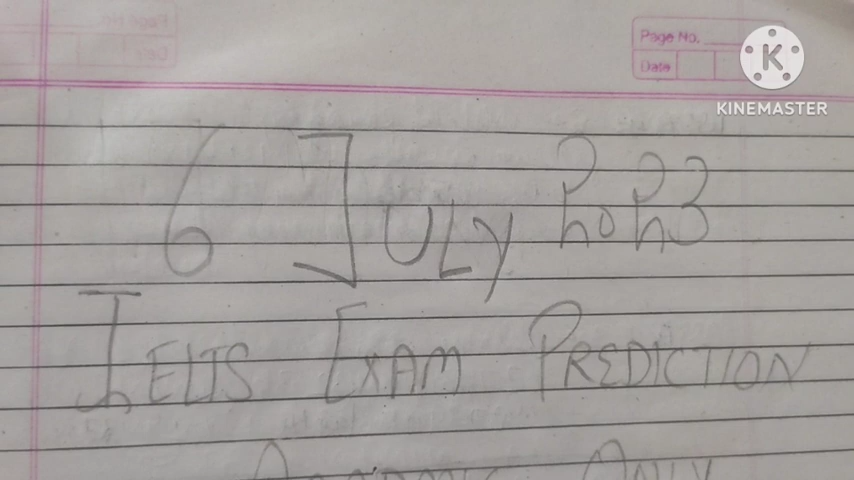 Page No.
Date
KINEMASTER
6 JULY 2023
IELTS EXAM PREDICTION